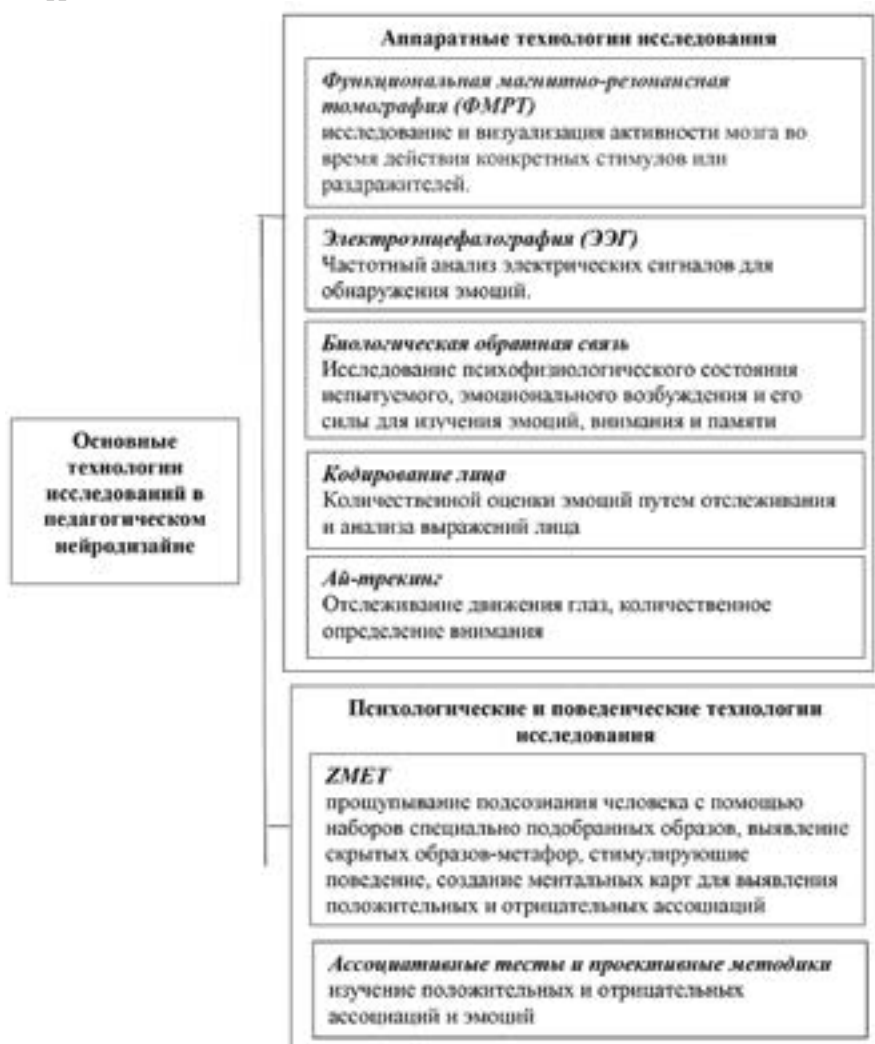 Аппаратные технологии исследования
Функциональная магнитно-резонансная
томография (ФМРТ)
исследование и визуализация активности мозга во
время действия конкретных стимулов или
раздражителей.
Электроэнцефалография (ЭЭГ)
Частотный анализ электрических сигналов для
обнаружения эмоций.
Биологическая обратная связь
Исследование психофизиологического состояния
испытуемого, эмоционального возбуждения и его
силы для изучения эмоций, внимания и памяти
Основные
технологии
исследований в
педагогическом
нейродизайне
Кодирование лица
Количественной оценки эмоций путем отслеживания
и анализа выражений лица
Ай-трекинг
Отслеживание движения глаз, количественное
определение внимания
Психологические и поведенческие технологии
исследования
ZMET
прощупывание подсознания человека с помощью
наборов специально подобранных образов, выявление
скрытых образов-метафор, стимулирующие
поведение, создание ментальных карт для выявления
положительных и отрицательных ассоциаций
Ассоциативные тесты и проективные методики
изучение положительных и отрицательных
ассоциаций и эмоций